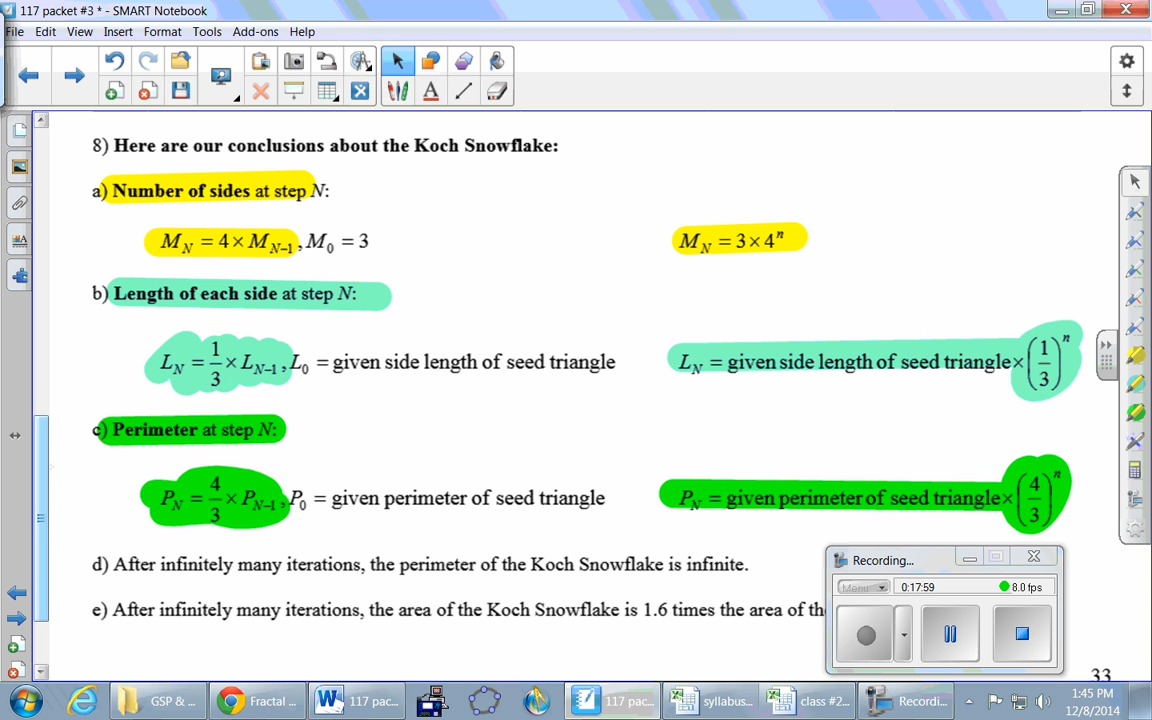 117 packet #3 * - SMART Notebook
File Edit View Insert Format Tools Add-ons Help
8) Here are our conclusions about the Koch Snowflake:
a) Number of sides at step N:
M_N = 4 × M_{N-1}, M_0 = 3    M_N = 3 × 4^n
b) Length of each side at step N:
L_N = 1/3 × L_{N-1}, L_0 = given side length of seed triangle    L_N = given side length of seed triangle × (1/3)^n
c) Perimeter at step N:
P_N = 4/3 × P_{N-1}, P_0 = given perimeter of seed triangle    P_N = given perimeter of seed triangle × (4/3)^n
d) After infinitely many iterations, the perimeter of the Koch Snowflake is infinite.
e) After infinitely many iterations, the area of the Koch Snowflake is 1.6 times the area of th
33
Recording...
Menu 0:17:59 8.0 fps
GSP & ... Fractal ... 117 pac... 117 pac... syllabus... class #2... Recordi...
1:45 PM
12/8/2014